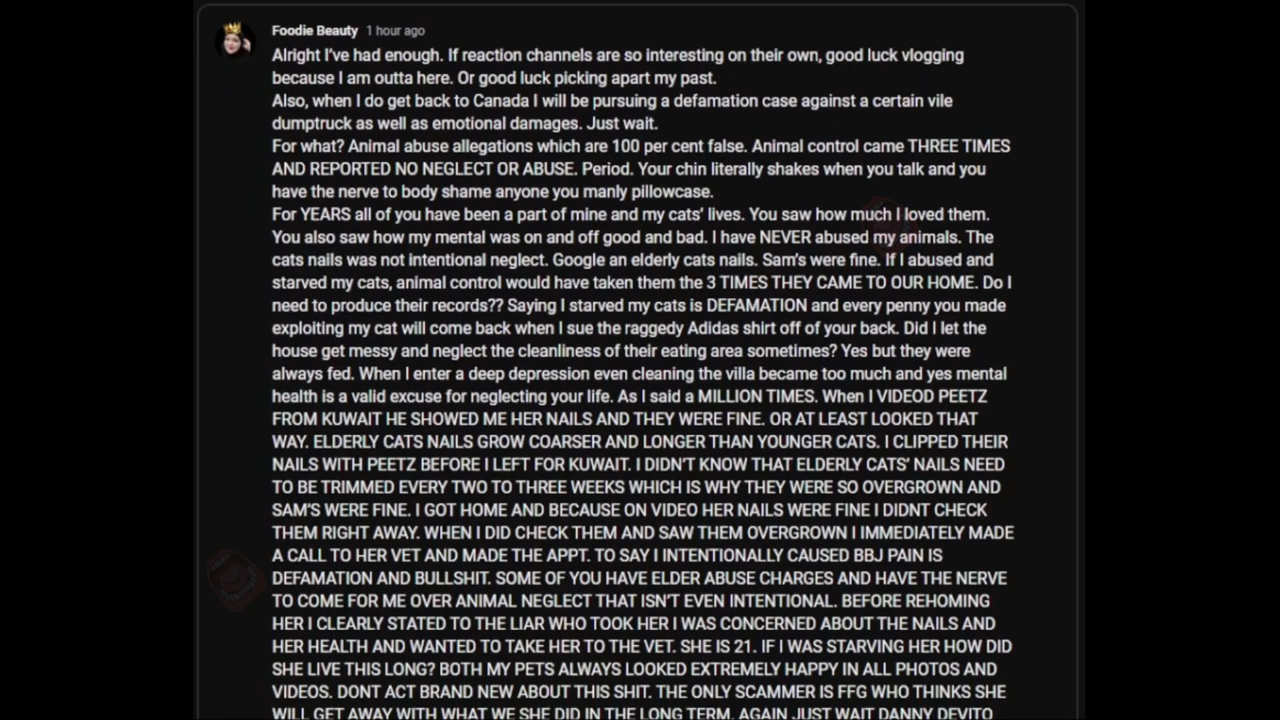 Foodie Beauty 1 hour ago
Alright I've had enough. If reaction channels are so interesting on their own, good luck vlogging
because I am outta here. Or good luck picking apart my past.
Also, when I do get back to Canada I will be pursuing a defamation case against a certain vile
dumptruck as well as emotional damages. Just wait.
For what? Animal abuse allegations which are 100 per cent false. Animal control came THREE TIMES
AND REPORTED NO NEGLECT OR ABUSE. Period. Your chin literally shakes when you talk and you
have the nerve to body shame anyone you manly pillowcase.
For YEARS all of you have been a part of mine and my cats' lives. You saw how much I loved them.
You also saw how my mental was on and off good and bad. I have NEVER abused my animals. The
cats nails was not intentional neglect. Google an elderly cats nails. Sam's were fine. If I abused and
starved my cats, animal control would have taken them the 3 TIMES THEY CAME TO OUR HOME. Do I
need to produce their records?? Saying I starved my cats is DEFAMATION and every penny you made
exploiting my cat will come back when I sue the raggedy Adidas shirt off of your back. Did I let the
house get messy and neglect the cleanliness of their eating area sometimes? Yes but they were
always fed. When I enter a deep depression even cleaning the villa became too much and yes mental
health is a valid excuse for neglecting your life. As I said a MILLION TIMES. When I VIDEOD PEETZ
FROM KUWAIT HE SHOWED ME HER NAILS AND THEY WERE FINE. OR AT LEAST LOOKED THAT
WAY. ELDERLY CATS NAILS GROW COARSER AND LONGER THAN YOUNGER CATS. I CLIPPED THEIR
NAILS WITH PEETZ BEFORE I LEFT FOR KUWAIT. I DIDN'T KNOW THAT ELDERLY CATS' NAILS NEED
TO BE TRIMMED EVERY TWO TO THREE WEEKS WHICH IS WHY THEY WERE SO OVERGROWN AND
SAM'S WERE FINE. I GOT HOME AND BECAUSE ON VIDEO HER NAILS WERE FINE I DIDNT CHECK
THEM RIGHT AWAY. WHEN I DID CHECK THEM AND SAW THEM OVERGROWN I IMMEDIATELY MADE
A CALL TO HER VET AND MADE THE APPT. TO SAY I INTENTIONALLY CAUSED BBJ PAIN IS
DEFAMATION AND BULLSHIT. SOME OF YOU HAVE ELDER ABUSE CHARGES AND HAVE THE NERVE
TO COME FOR ME OVER ANIMAL NEGLECT THAT ISN'T EVEN INTENTIONAL. BEFORE REHOMING
HER I CLEARLY STATED TO THE LIAR WHO TOOK HER I WAS CONCERNED ABOUT THE NAILS AND
HER HEALTH AND WANTED TO TAKE HER TO THE VET. SHE IS 21. IF I WAS STARVING HER HOW DID
SHE LIVE THIS LONG? BOTH MY PETS ALWAYS LOOKED EXTREMELY HAPPY IN ALL PHOTOS AND
VIDEOS. DONT ACT BRAND NEW ABOUT THIS SHIT. THE ONLY SCAMMER IS FFG WHO THINKS SHE
WILL GET AWAY WITH WHAT WE SHE DID IN THE LONG TERM. AGAIN JUST WAIT DANNY DEVITO